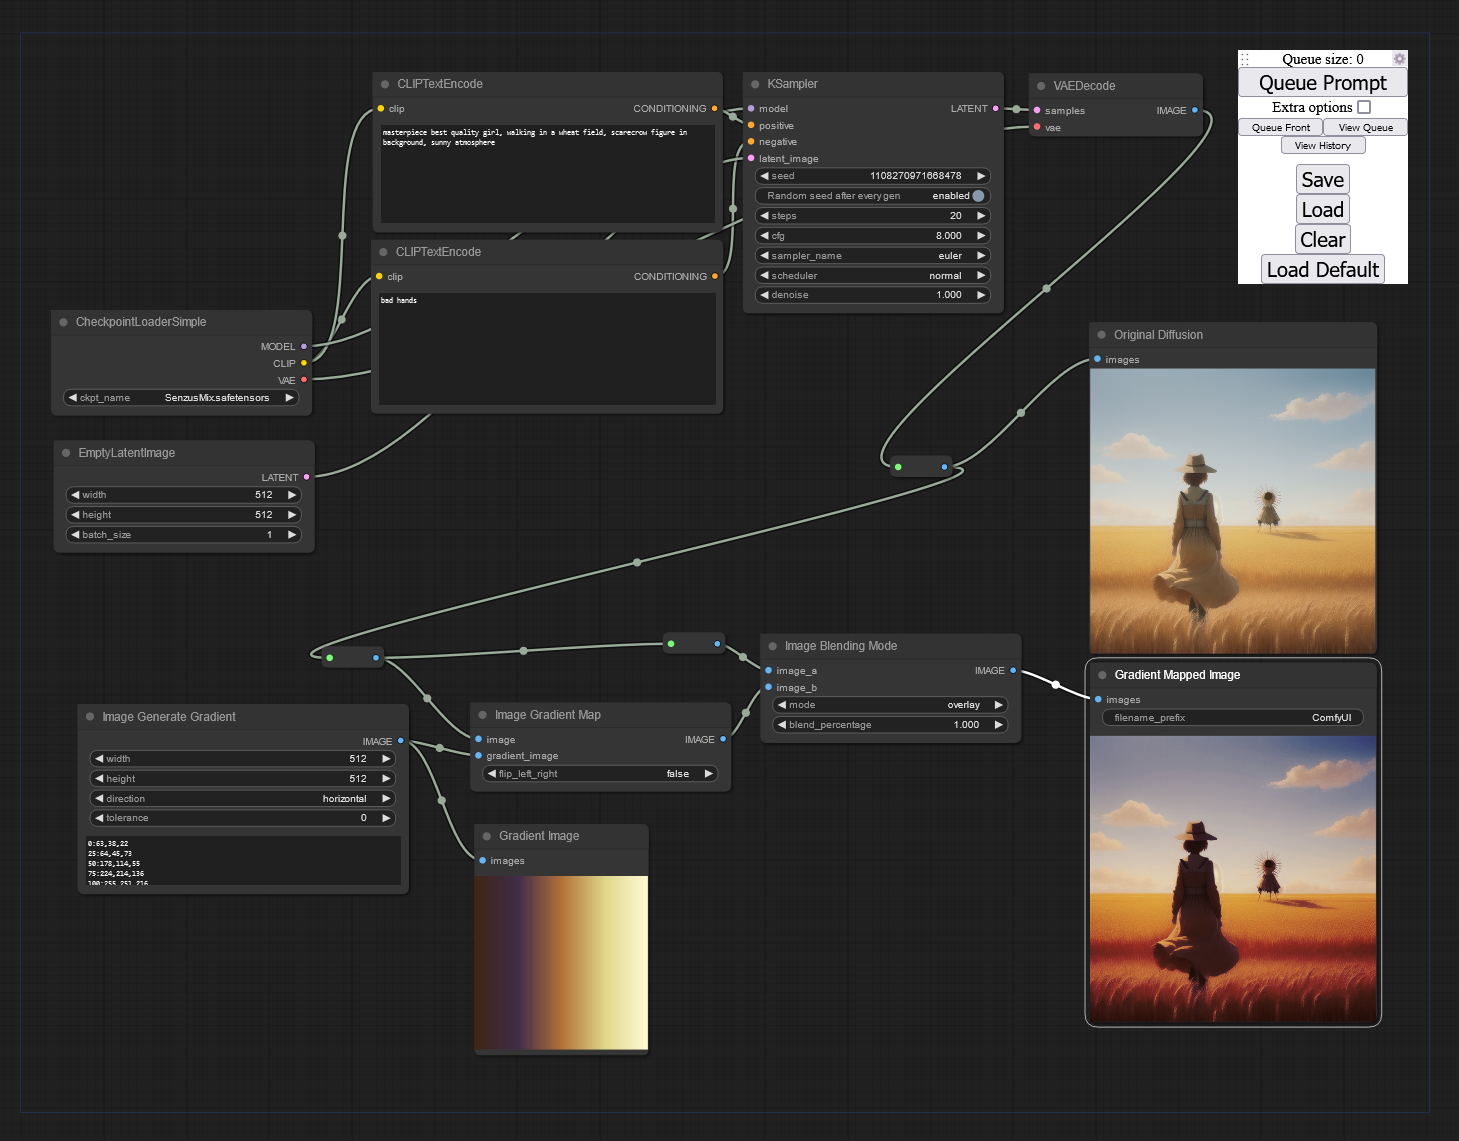 CLIPTextEncode
clip
CONDITIONING
masterpiece best quality girl, walking in a wheat field, scarecrow figure in
background, sunny atmosphere
CLIPTextEncode
clip
CONDITIONING
bad hands
CheckpointLoaderSimple
MODEL
CLIP
VAE
ckpt_name SenzusMix.safetensors
EmptyLatentImage
LATENT
width 512
height 512
batch_size 1
KSampler
model LATENT
positive
negative
latent_image
seed 1108270971668478
Random seed after every gen enabled
steps 20
cfg 8.000
sampler_name euler
scheduler normal
denoise 1.000
VAEDecode
samples IMAGE
vae
Queue size: 0
Queue Prompt
Extra options
Queue Front View Queue
View History
Save
Load
Clear
Load Default
Original Diffusion
images
Image Generate Gradient
IMAGE
width 512
height 512
direction horizontal
tolerance 0
0:63,38,22
25:64,45,73
50:178,114,55
75:224,214,136
100:255,251,216
Image Gradient Map
image IMAGE
gradient_image
flip_left_right false
Gradient Image
images
Image Blending Mode
image_a IMAGE
image_b
mode overlay
blend_percentage 1.000
Gradient Mapped Image
images
filename_prefix ComfyUI